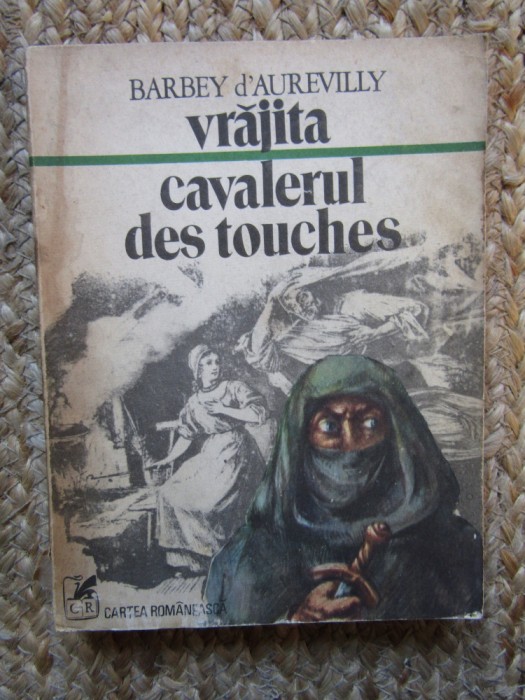 BARBEY d'AUREVILLY
vrăjita
cavalerul
des touches
CR
CARTEA ROMÂNEASCĂ